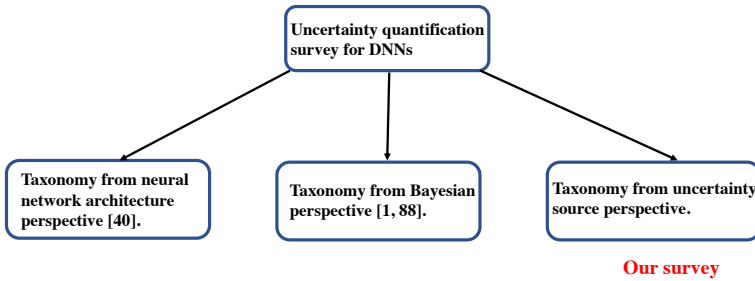 Uncertainty quantification
survey for DNNs
Taxonomy from neural
network architecture
perspective [40].
Taxonomy from Bayesian
perspective [1, 88].
Taxonomy from uncertainty
source perspective.
Our survey